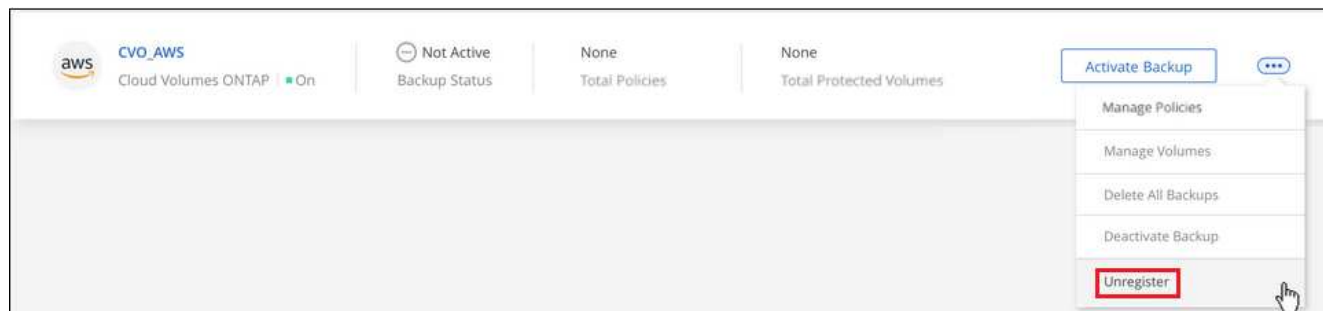 aws
CVO_AWS
Cloud Volumes ONTAP
On
Not Active
Backup Status
None
Total Policies
None
Total Protected Volumes
Activate Backup
Manage Policies
Manage Volumes
Delete All Backups
Deactivate Backup
Unregister